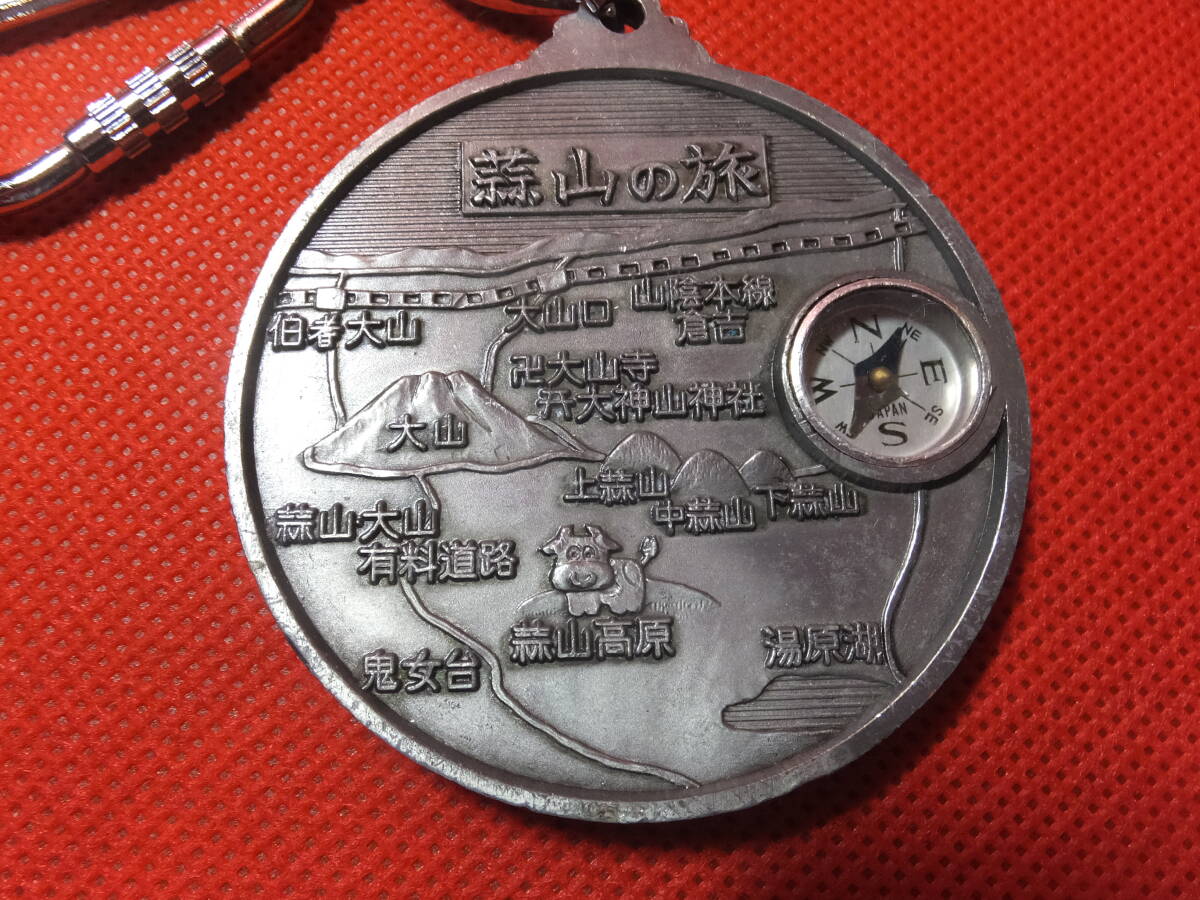 蒜山の旅
伯耆大山
大山口
山陰本線
倉吉
卍大山寺
大神山神社
大山
上蒜山
中蒜山
下蒜山
蒜山・大山
有料道路
蒜山高原
鬼女台
湯原湖
N
NE
E
SE
S
W
JAPAN